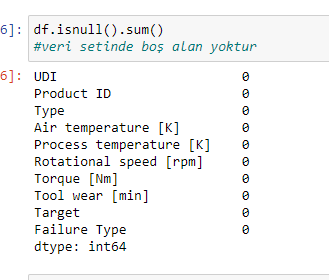 6]: df.isnull().sum()
#veri setinde boş alan yoktur
6]: UDI 0
Product ID 0
Type 0
Air temperature [K] 0
Process temperature [K] 0
Rotational speed [rpm] 0
Torque [Nm] 0
Tool wear [min] 0
Target 0
Failure Type 0
dtype: int64